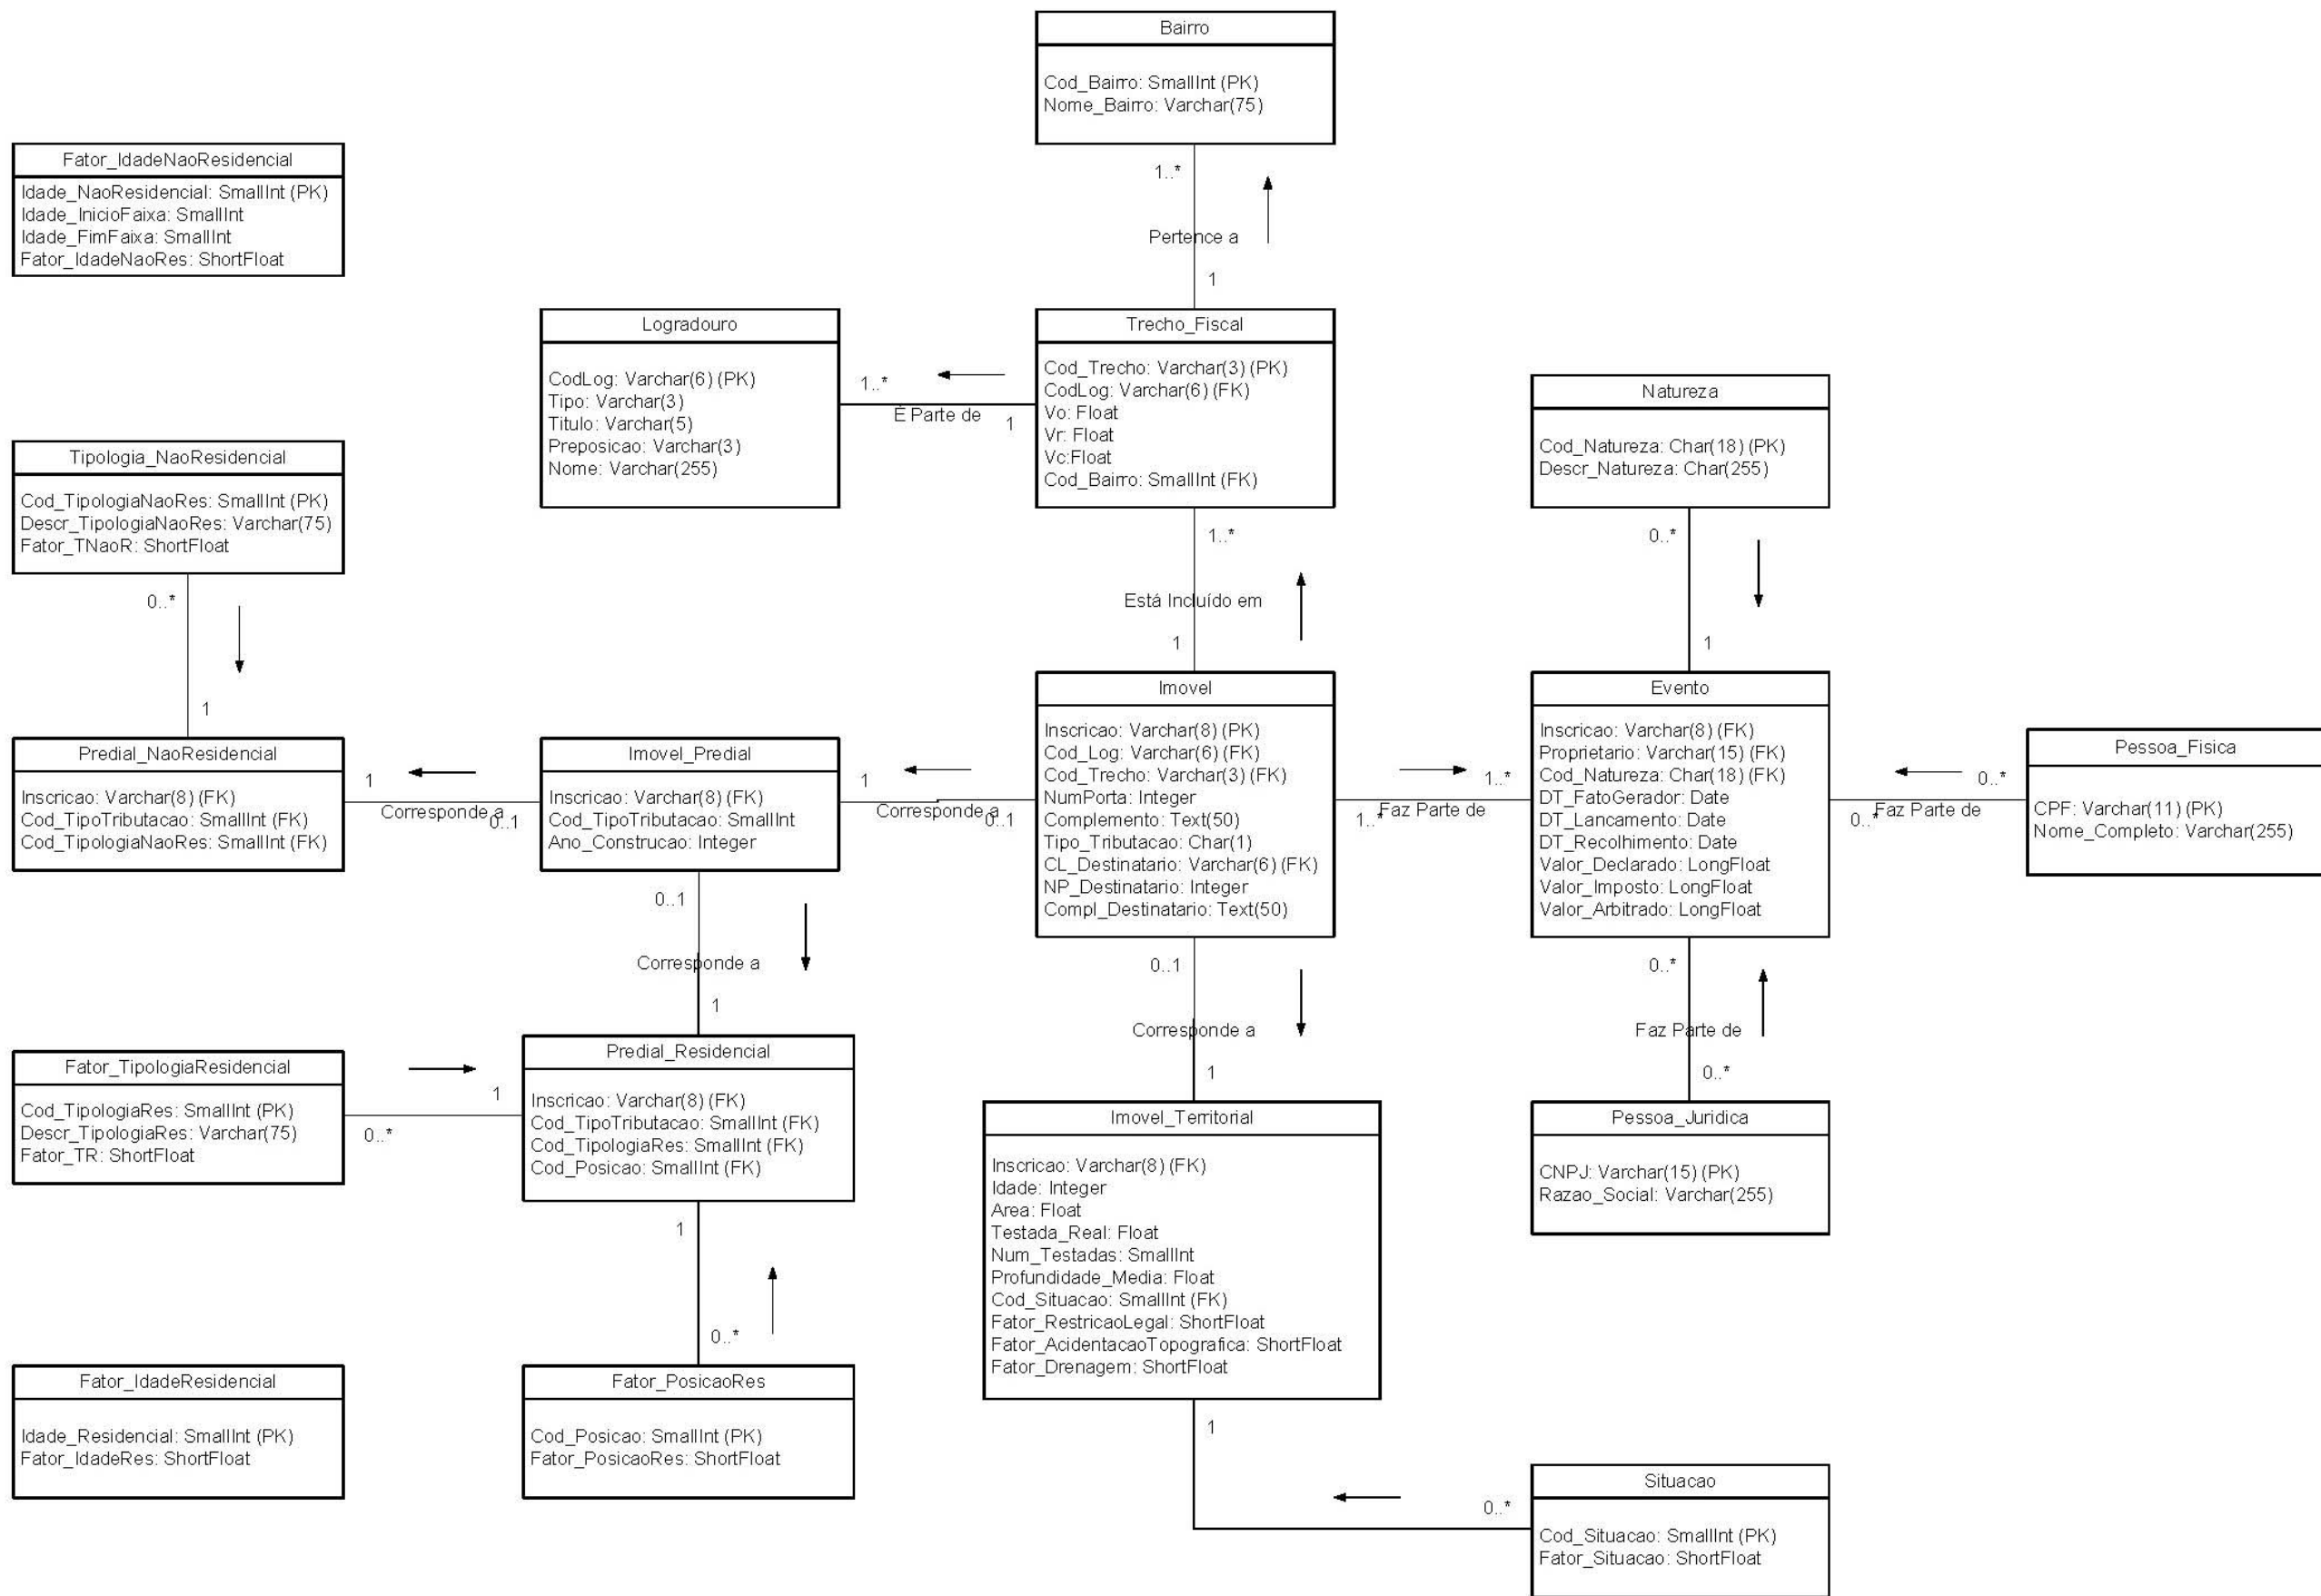 Bairro
Cod_Bairro: SmallInt (PK)
Nome_Bairro: Varchar(75)
1..*
Pertence a
1
Fator_IdadeNaoResidencial
Idade_NaoResidencial: SmallInt (PK)
Idade_InicioFaixa: SmallInt
Idade_FimFaixa: SmallInt
Fator_IdadeNaoRes: ShortFloat
Logradouro
CodLog: Varchar(6) (PK)
Tipo: Varchar(3)
Titulo: Varchar(5)
Preposicao: Varchar(3)
Nome: Varchar(255)
1..*
É Parte de
1
Trecho_Fiscal
Cod_Trecho: Varchar(3) (PK)
CodLog: Varchar(6) (FK)
Vo: Float
Vr: Float
Vc:Float
Cod_Bairro: SmallInt (FK)
1..*
Está Incluído em
1
Natureza
Cod_Natureza: Char(18) (PK)
Descr_Natureza: Char(255)
0..*
1
Tipologia_NaoResidencial
Cod_TipologiaNaoRes: SmallInt (PK)
Descr_TipologiaNaoRes: Varchar(75)
Fator_TNaoR: ShortFloat
0..*
1
Predial_NaoResidencial
Inscricao: Varchar(8) (FK)
Cod_TipoTributacao: SmallInt (FK)
Cod_TipologiaNaoRes: SmallInt (FK)
1
Corresponde a
0..1
Imovel_Predial
Inscricao: Varchar(8) (FK)
Cod_TipoTributacao: SmallInt
Ano_Construcao: Integer
1
Corresponde a
0..1
Imovel
Inscricao: Varchar(8) (PK)
Cod_Log: Varchar(6) (FK)
Cod_Trecho: Varchar(3) (FK)
NumPorta: Integer
Complemento: Text(50)
Tipo_Tributacao: Char(1)
CL_Destinatario: Varchar(6) (FK)
NP_Destinatario: Integer
Compl_Destinatario: Text(50)
1..*
Faz Parte de
1..*
Evento
Inscricao: Varchar(8) (FK)
Proprietario: Varchar(15) (FK)
Cod_Natureza: Char(18) (FK)
DT_FatoGerador: Date
DT_Lancamento: Date
DT_Recolhimento: Date
Valor_Declarado: LongFloat
Valor_Imposto: LongFloat
Valor_Arbitrado: LongFloat
0..*
Faz Parte de
0..*
Pessoa_Fisica
CPF: Varchar(11) (PK)
Nome_Completo: Varchar(255)
0..1
Corresponde a
1
0..1
Corresponde a
1
0..*
Faz Parte de
0..*
Fator_TipologiaResidencial
Cod_TipologiaRes: SmallInt (PK)
Descr_TipologiaRes: Varchar(75)
Fator_TR: ShortFloat
0..*
1
Predial_Residencial
Inscricao: Varchar(8) (FK)
Cod_TipoTributacao: SmallInt (FK)
Cod_TipologiaRes: SmallInt (FK)
Cod_Posicao: SmallInt (FK)
1
0..*
Imovel_Territorial
Inscricao: Varchar(8) (FK)
Idade: Integer
Area: Float
Testada_Real: Float
Num_Testadas: SmallInt
Profundidade_Media: Float
Cod_Situacao: SmallInt (FK)
Fator_RestricaoLegal: ShortFloat
Fator_AcidentacaoTopografica: ShortFloat
Fator_Drenagem: ShortFloat
1
0..*
Pessoa_Juridica
CNPJ: Varchar(15) (PK)
Razao_Social: Varchar(255)
Fator_IdadeResidencial
Idade_Residencial: SmallInt (PK)
Fator_IdadeRes: ShortFloat
Fator_PosicaoRes
Cod_Posicao: SmallInt (PK)
Fator_PosicaoRes: ShortFloat
Situacao
Cod_Situacao: SmallInt (PK)
Fator_Situacao: ShortFloat